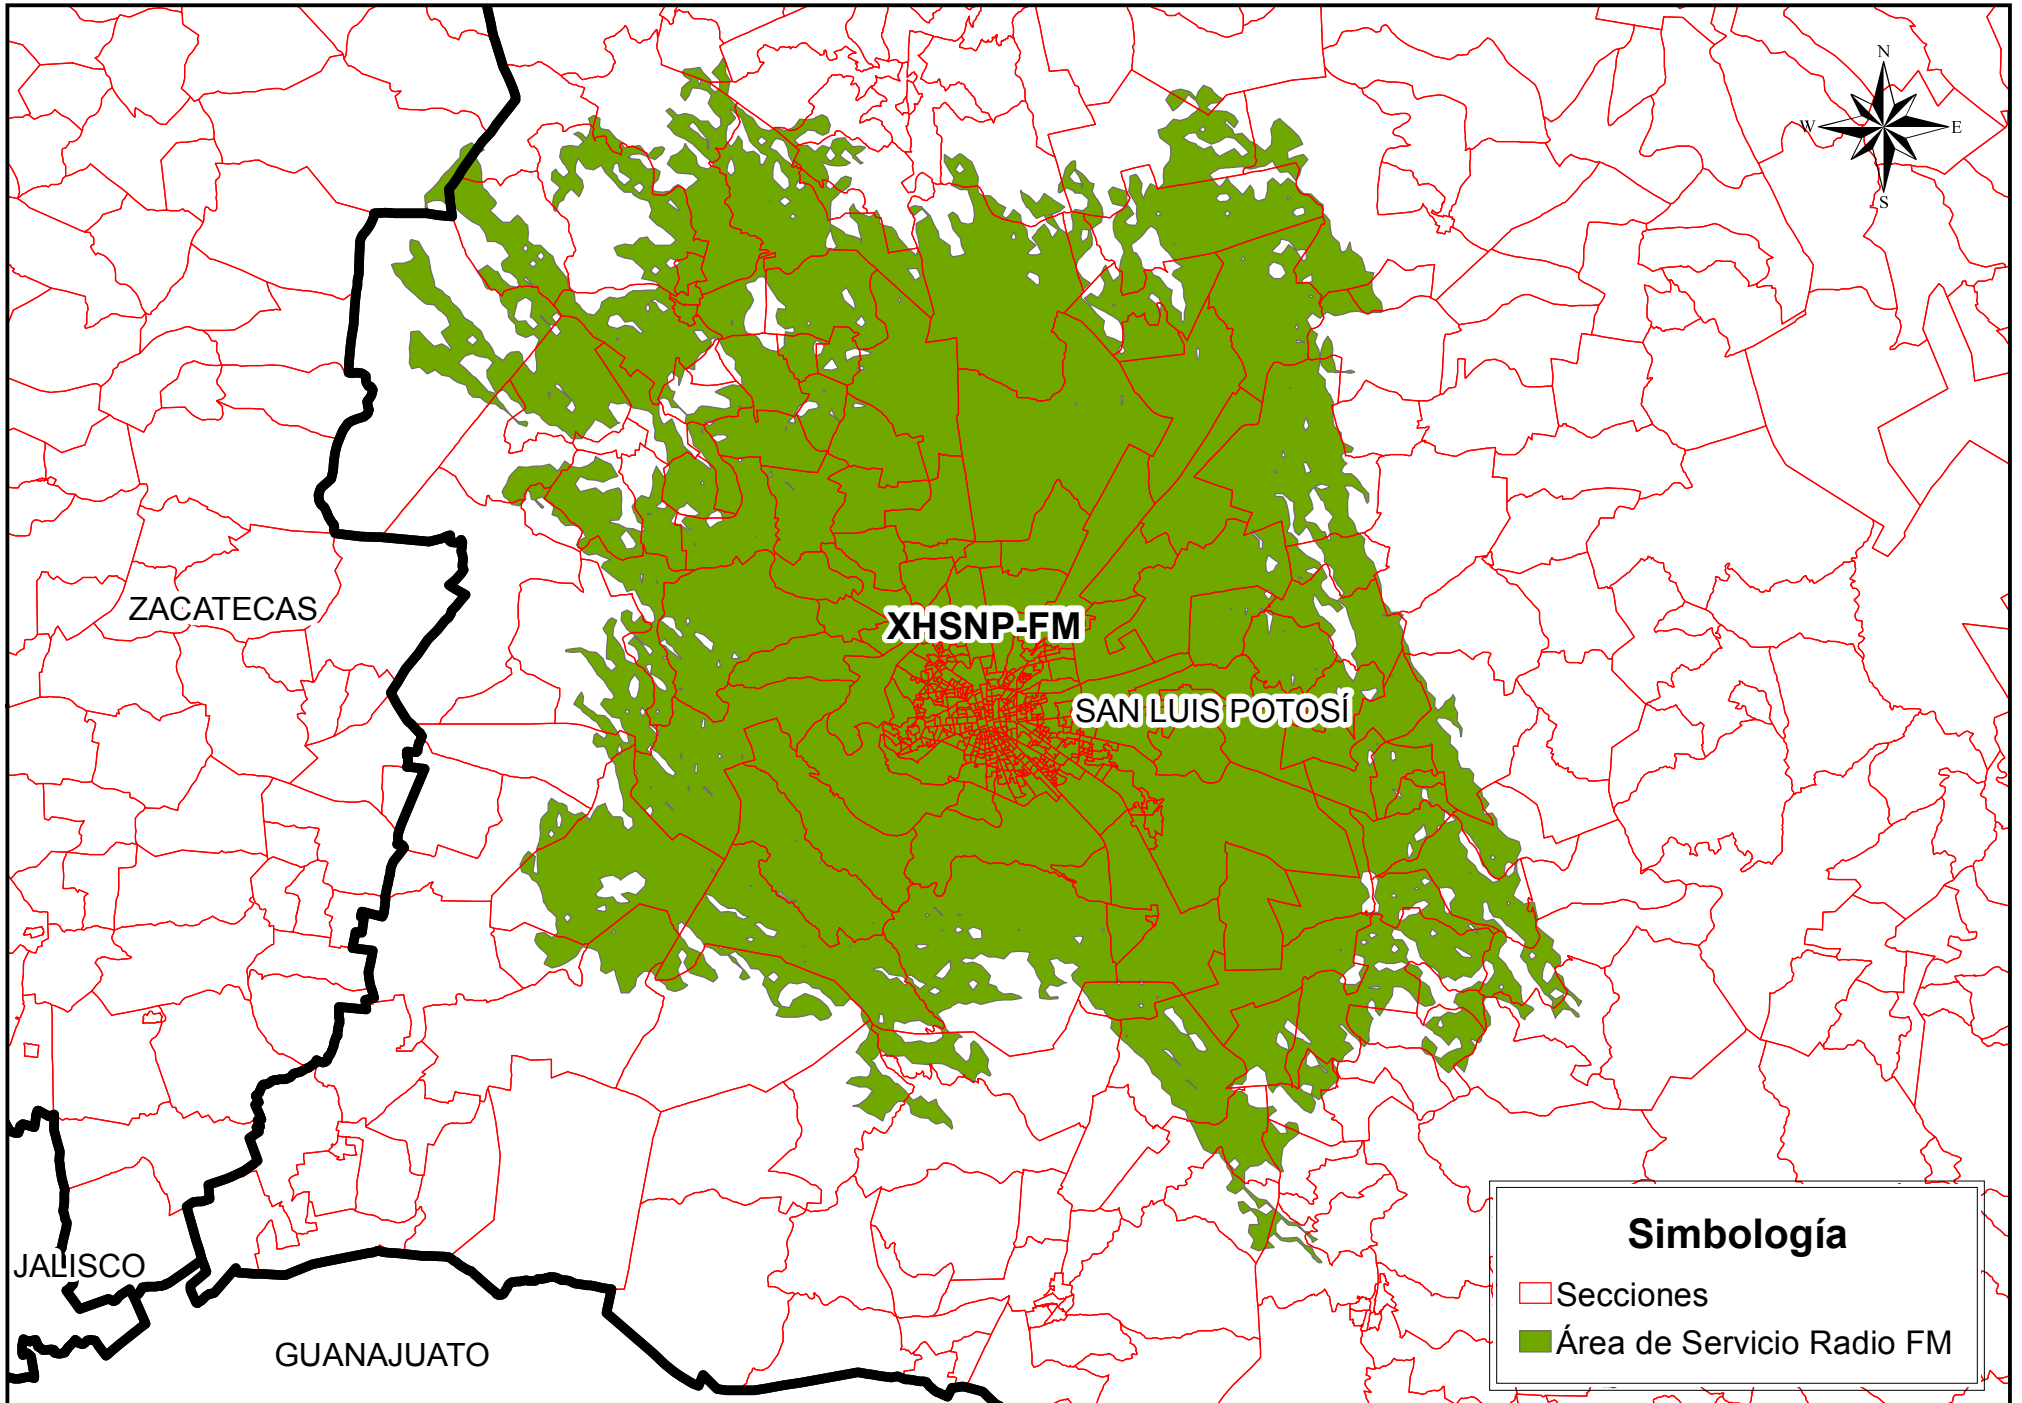 N
W
E
S
ZACATECAS
XHSNP-FM
SAN LUIS POTOSÍ
JALISCO
GUANAJUATO
Simbología
Secciones
Área de Servicio Radio FM